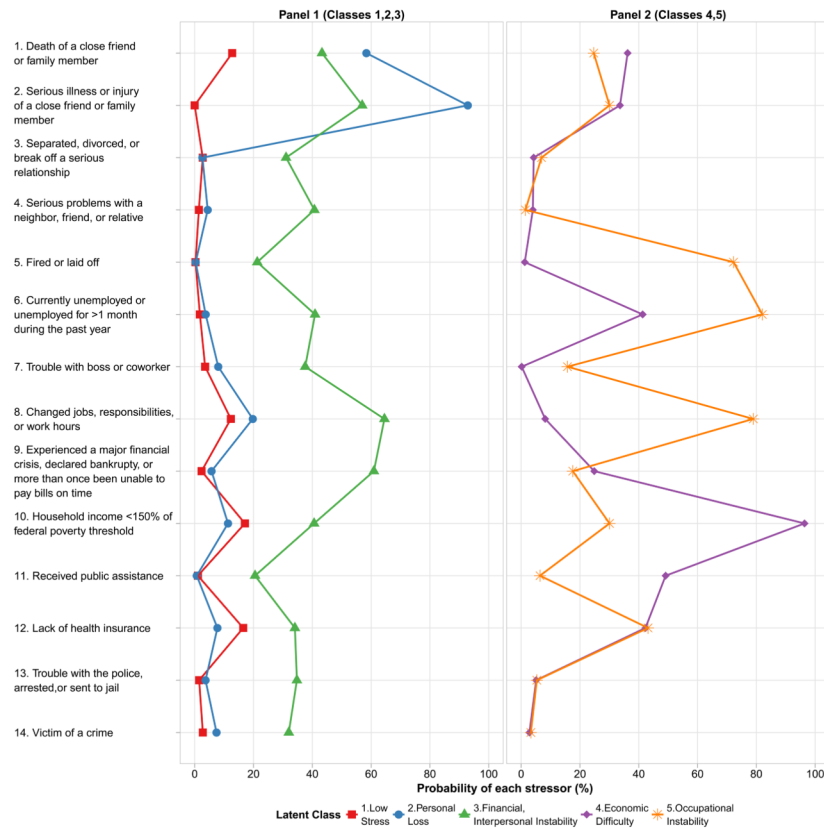 Panel 1 (Classes 1,2,3)
Panel 2 (Classes 4,5)
1. Death of a close friend
or family member
2. Serious illness or injury
of a close friend or family
member
3. Separated, divorced, or
break off a serious
relationship
4. Serious problems with a
neighbor, friend, or relative
5. Fired or laid off
6. Currently unemployed or
unemployed for >1 month
during the past year
7. Trouble with boss or coworker
8. Changed jobs, responsibilities,
or work hours
9. Experienced a major financial
crisis, declared bankrupty, or
more than once been unable to
pay bills on time
10. Household income <150% of
federal poverty threshold
11. Received public assistance
12. Lack of health insurance
13. Trouble with the police,
arrested,or sent to jail
14. Victim of a crime
0 20 40 60 80 100
0 20 40 60 80 100
Probability of each stressor (%)
Latent Class
1.Low
Stress
2.Personal
Loss
3.Financial,
Interpersonal Instability
4.Economic
Difficulty
5.Occupational
Instability